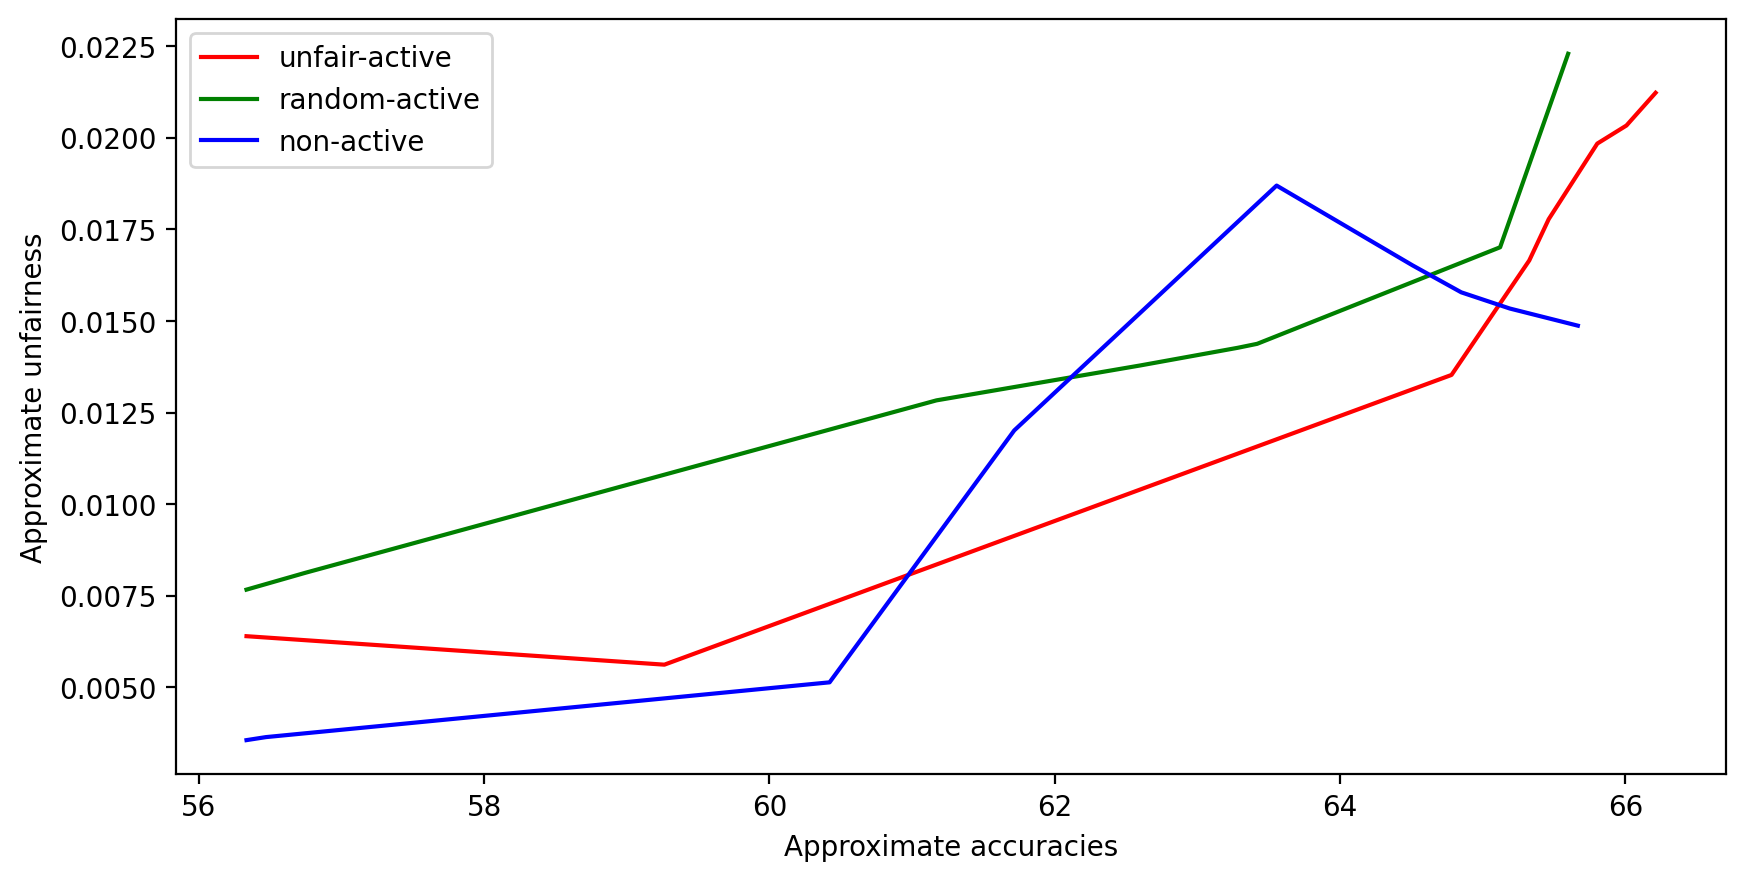 unfair-active
random-active
non-active
0.0225
0.0200
0.0175
0.0150
0.0125
0.0100
0.0075
0.0050
Approximate unfairness
56 58 60 62 64 66
Approximate accuracies